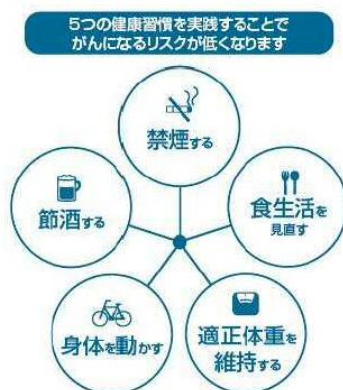 5つの健康習慣を実践することで
がんになるリスクが低くなります
禁煙する
節酒する
食生活を
見直す
身体を動かす
適正体重を
維持する